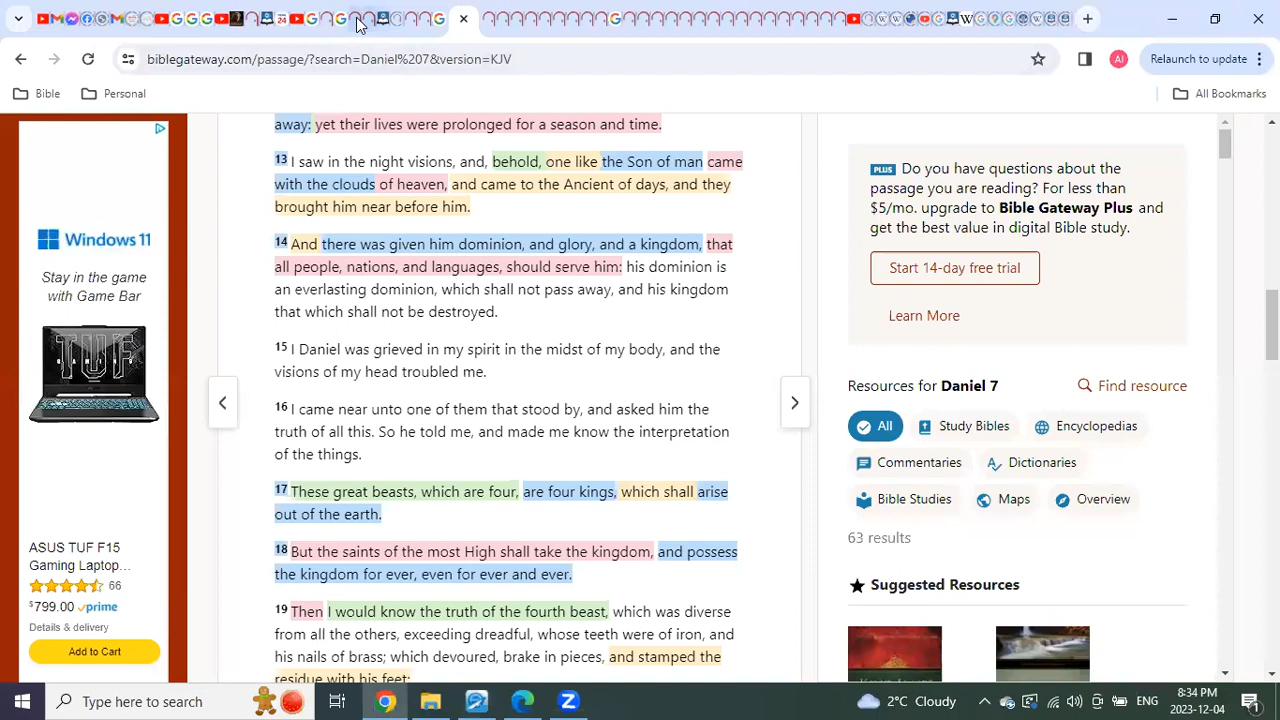 24
W
biblegateway.com/passage/?search=Daniel%207&version=KJV
AI
Relaunch to update
Bible
Personal
All Bookmarks
away: yet their lives were prolonged for a season and time.
13 I saw in the night visions, and, behold, one like the Son of man came
with the clouds of heaven, and came to the Ancient of days, and they
brought him near before him.
14 And there was given him dominion, and glory, and a kingdom, that
all people, nations, and languages, should serve him: his dominion is
an everlasting dominion, which shall not pass away, and his kingdom
that which shall not be destroyed.
15 I Daniel was grieved in my spirit in the midst of my body, and the
visions of my head troubled me.
16 I came near unto one of them that stood by, and asked him the
truth of all this. So he told me, and made me know the interpretation
of the things.
17 These great beasts, which are four, are four kings, which shall arise
out of the earth.
18 But the saints of the most High shall take the kingdom, and possess
the kingdom for ever, even for ever and ever.
19 Then I would know the truth of the fourth beast, which was diverse
from all the others, exceeding dreadful, whose teeth were of iron, and
his nails of brass; which devoured, brake in pieces, and stamped the
residue with his feet;
Windows 11
Stay in the game
with Game Bar
TUF
ASUS TUF F15
Gaming Laptop...
66
$799.00 prime
Details & delivery
Add to Cart
PLUS Do you have questions about the
passage you are reading? For less than
$5/mo. upgrade to Bible Gateway Plus and
get the best value in digital Bible study.
Start 14-day free trial
Learn More
Resources for Daniel 7
Find resource
All
Study Bibles
Encyclopedias
Commentaries
Dictionaries
Bible Studies
Maps
Overview
63 results
Suggested Resources
Type here to search
2°C Cloudy
ENG
8:34 PM
2023-12-04
1